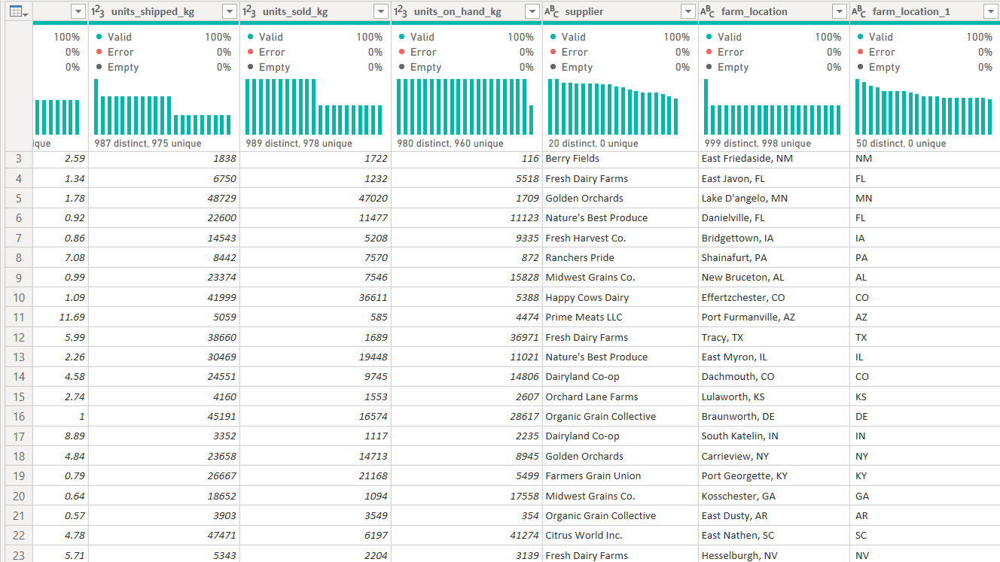 1²3 units_shipped_kg 1²3 units_sold_kg 1²3 units_on_hand_kg ABC supplier ABC farm_location ABC farm_location_1
100% Valid 100% Valid 100% Valid 100% Valid 100% Valid 100% Valid 100%
0% Error 0% Error 0% Error 0% Error 0% Error 0% Error 0%
0% Empty 0% Empty 0% Empty 0% Empty 0% Empty 0% Empty 0%
ique 987 distinct, 975 unique 989 distinct, 978 unique 980 distinct, 960 unique 20 distinct, 0 unique 999 distinct, 998 unique 50 distinct, 0 unique
3 2.59 1838 1722 116 Berry Fields East Friedaside, NM NM
4 1.34 6750 1232 5518 Fresh Dairy Farms East Javon, FL FL
5 1.78 48729 47020 1709 Golden Orchards Lake D'angelo, MN MN
6 0.92 22600 11477 11123 Nature's Best Produce Danielville, FL FL
7 0.86 14543 5208 9335 Fresh Harvest Co. Bridgettown, IA IA
8 7.08 8442 7570 872 Ranchers Pride Shainafurt, PA PA
9 0.99 23374 7546 15828 Midwest Grains Co. New Bruceton, AL AL
10 1.09 41999 36611 5388 Happy Cows Dairy Effertzchester, CO CO
11 11.69 5059 585 4474 Prime Meats LLC Port Furmanville, AZ AZ
12 5.99 38660 1689 36971 Fresh Dairy Farms Tracy, TX TX
13 2.26 30469 19448 11021 Nature's Best Produce East Myron, IL IL
14 4.58 24551 9745 14806 Dairyland Co-op Dachmouth, CO CO
15 2.74 4160 1553 2607 Orchard Lane Farms Lulaworth, KS KS
16 1 45191 16574 28617 Organic Grain Collective Braunworth, DE DE
17 8.89 3352 1117 2235 Dairyland Co-op South Katelin, IN IN
18 4.84 23658 14713 8945 Golden Orchards Carrieview, NY NY
19 0.79 26667 21168 5499 Farmers Grain Union Port Georgette, KY KY
20 0.64 18652 1094 17558 Midwest Grains Co. Kosschester, GA GA
21 0.57 3903 3549 354 Organic Grain Collective East Dusty, AR AR
22 4.78 47471 6197 41274 Citrus World Inc. East Nathen, SC SC
23 5.71 5343 2204 3139 Fresh Dairy Farms Hesselburgh, NV NV